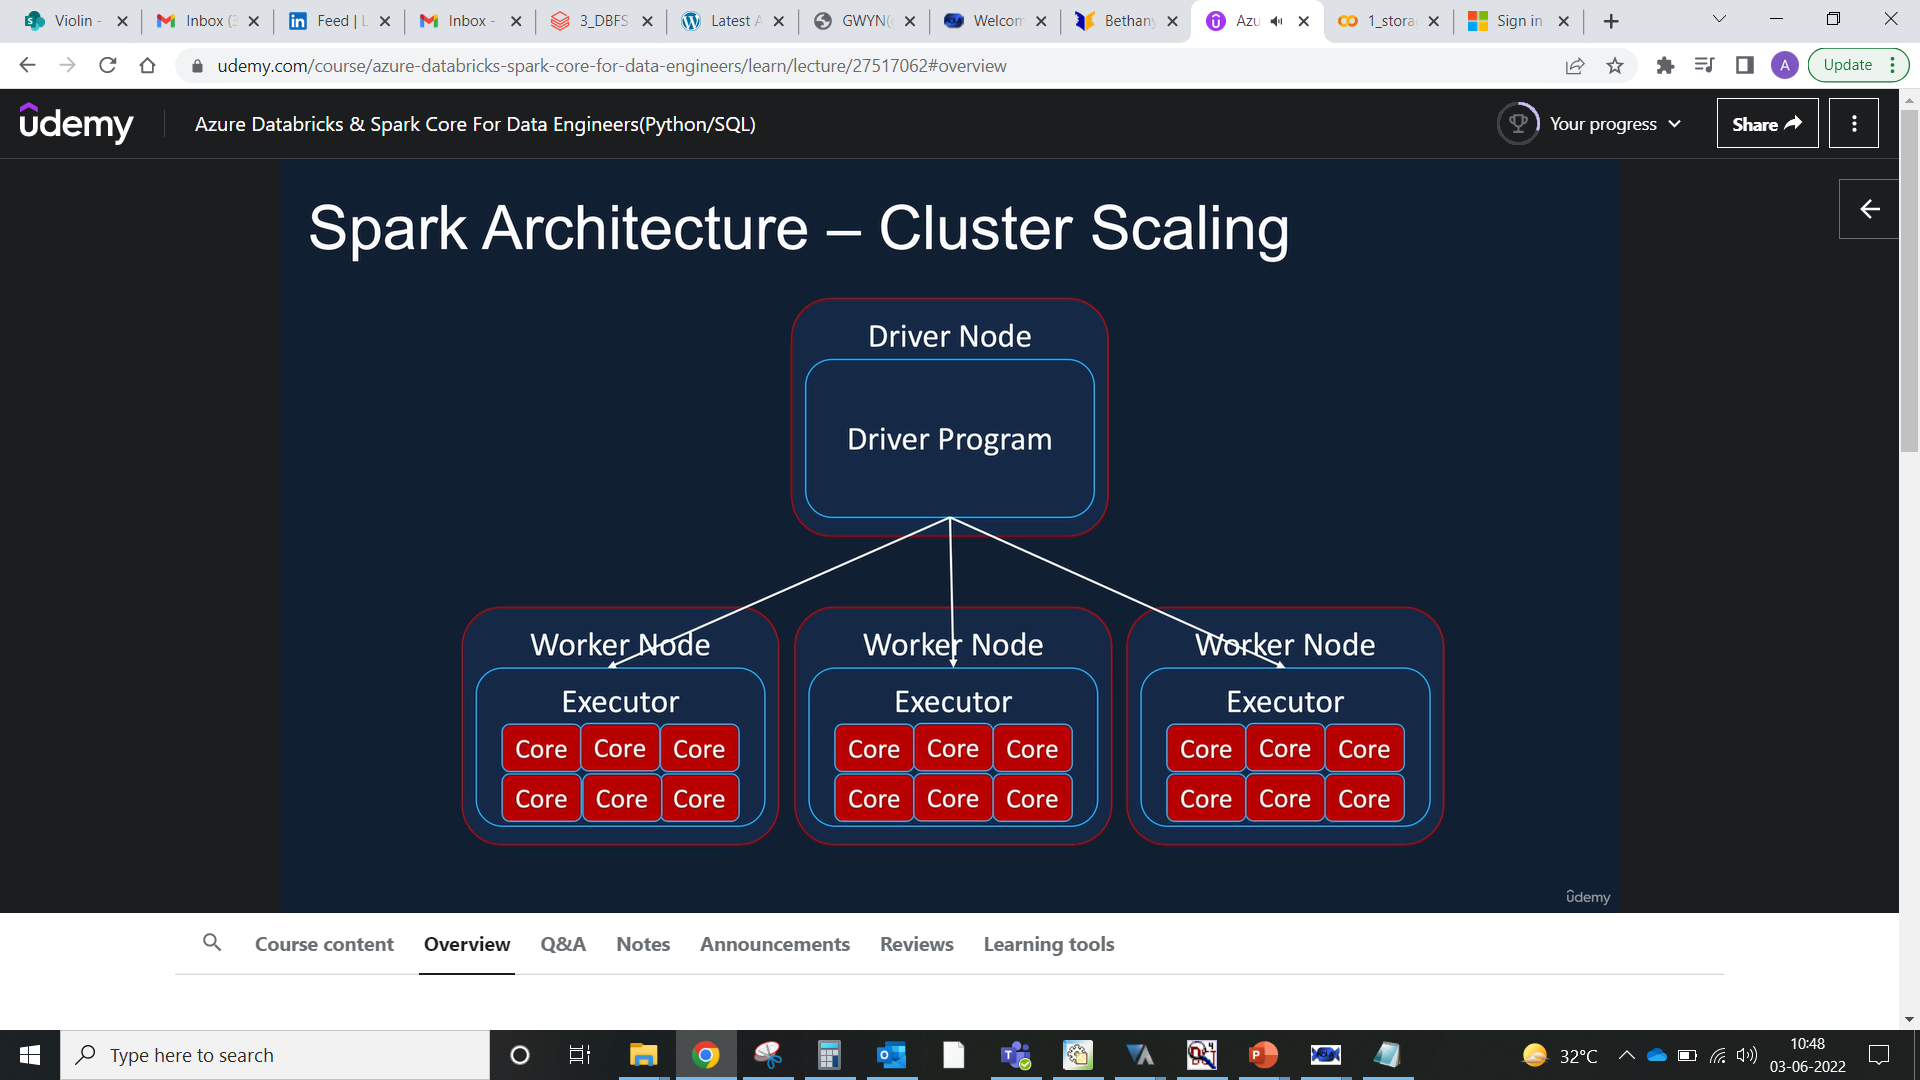 Violin -
Inbox (3
Feed | L
Inbox -
3_DBFS
Latest A
GWYN(
Welcom
Bethany
Azu
1_stora
Sign in
udemy.com/course/azure-databricks-spark-core-for-data-engineers/learn/lecture/27517062#overview
A
Update
udemy
Azure Databricks & Spark Core For Data Engineers(Python/SQL)
Your progress
Share
Spark Architecture – Cluster Scaling
Driver Node
Driver Program
Worker Node Worker Node Worker Node
Executor Executor Executor
Core Core Core Core Core Core Core Core Core
Core Core Core Core Core Core Core Core Core
udemy
Course content Overview Q&A Notes Announcements Reviews Learning tools
Type here to search
32°C
10:48
03-06-2022